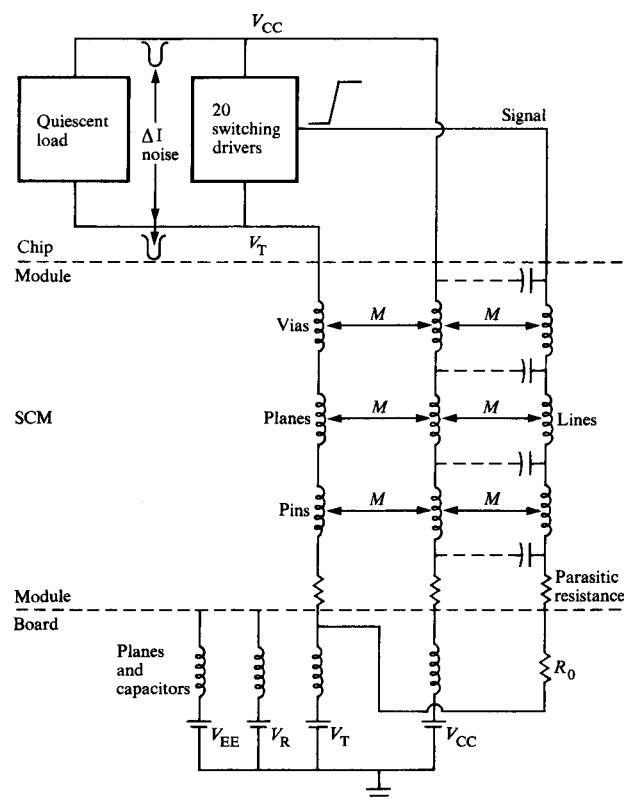 V_CC
Quiescent
load
ΔI
noise
20
switching
drivers
Signal
V_T
Chip
Module
Vias
M
M
SCM
Planes
M
M
Lines
Pins
M
M
Parasitic
resistance
Module
Board
Planes
and
capacitors
R_0
V_EE
V_R
V_T
V_CC